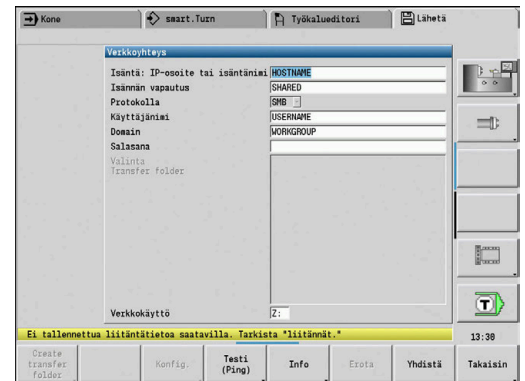 Kone
smart.Turn
Työkalueditori
Lähetä
Verkkoyhteys
Isäntä: IP-osoite tai isäntänimi HOSTNAME
Isännän vapautus SHARED
Protokolla SMB
Käyttäjänimi USERNAME
Domain WORKGROUP
Salasana
Valinta
Transfer folder
Verkkokäyttö Z:
Ei tallennettua liitäntätietoa saatavilla. Tarkista "liitännät."
13:30
Create
transfer
folder
Konfig.
Testi
(Ping)
Info
Erota
Yhdistä
Takaisin
T